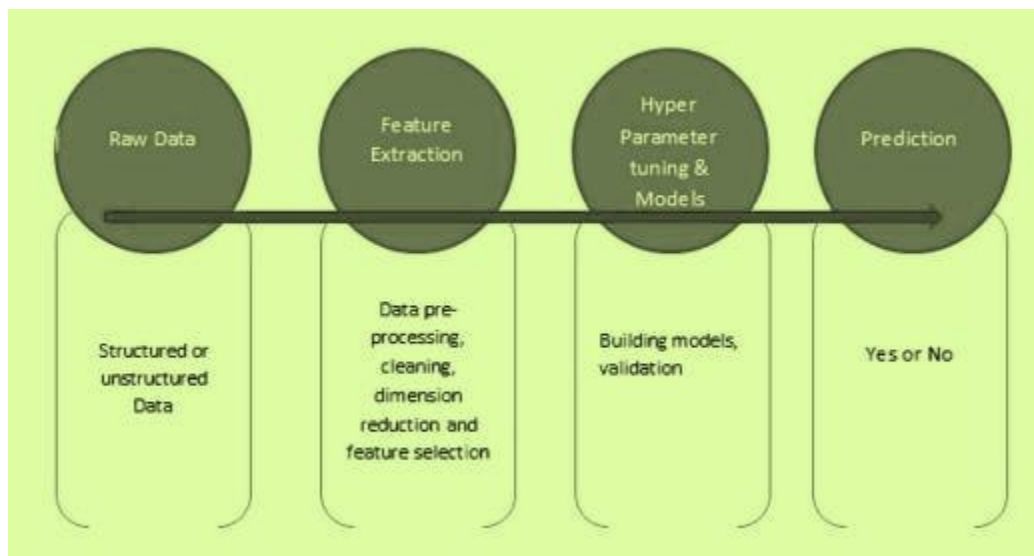 Raw Data
Feature
Extraction
Hyper
Parameter
tuning &
Models
Prediction
Structured or
unstructured
Data
Data pre-
processing,
cleaning,
dimension
reduction and
feature selection
Building models,
validation
Yes or No